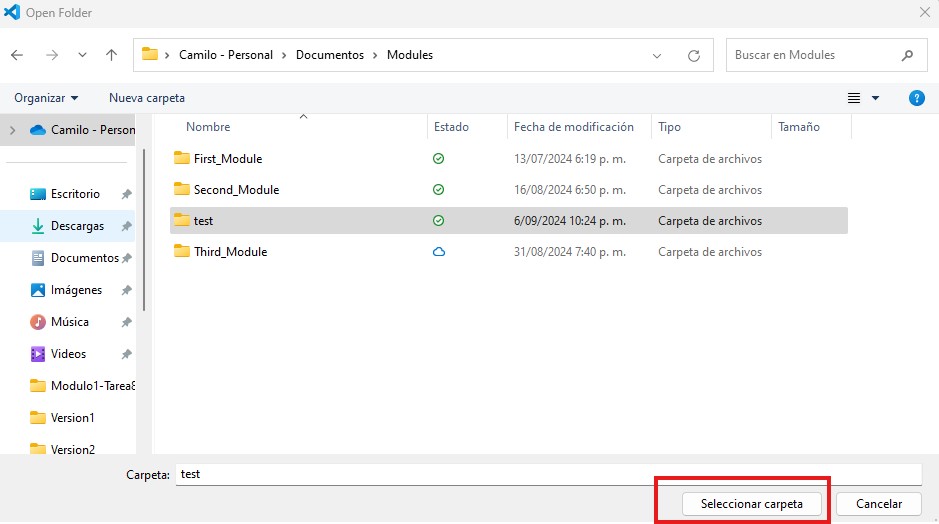 Open Folder
Camilo - Personal > Documentos > Modules
Buscar en Modules
Organizar
Nueva carpeta
Camilo - Person
Escritorio
Descargas
Documentos
Imágenes
Música
Videos
Modulo1-Tarea8
Version1
Version2
Nombre Estado Fecha de modificación Tipo Tamaño
First_Module 13/07/2024 6:19 p. m. Carpeta de archivos
Second_Module 16/08/2024 6:50 p. m. Carpeta de archivos
test 6/09/2024 10:24 p. m. Carpeta de archivos
Third_Module 31/08/2024 7:40 p. m. Carpeta de archivos
Carpeta: test
Seleccionar carpeta
Cancelar